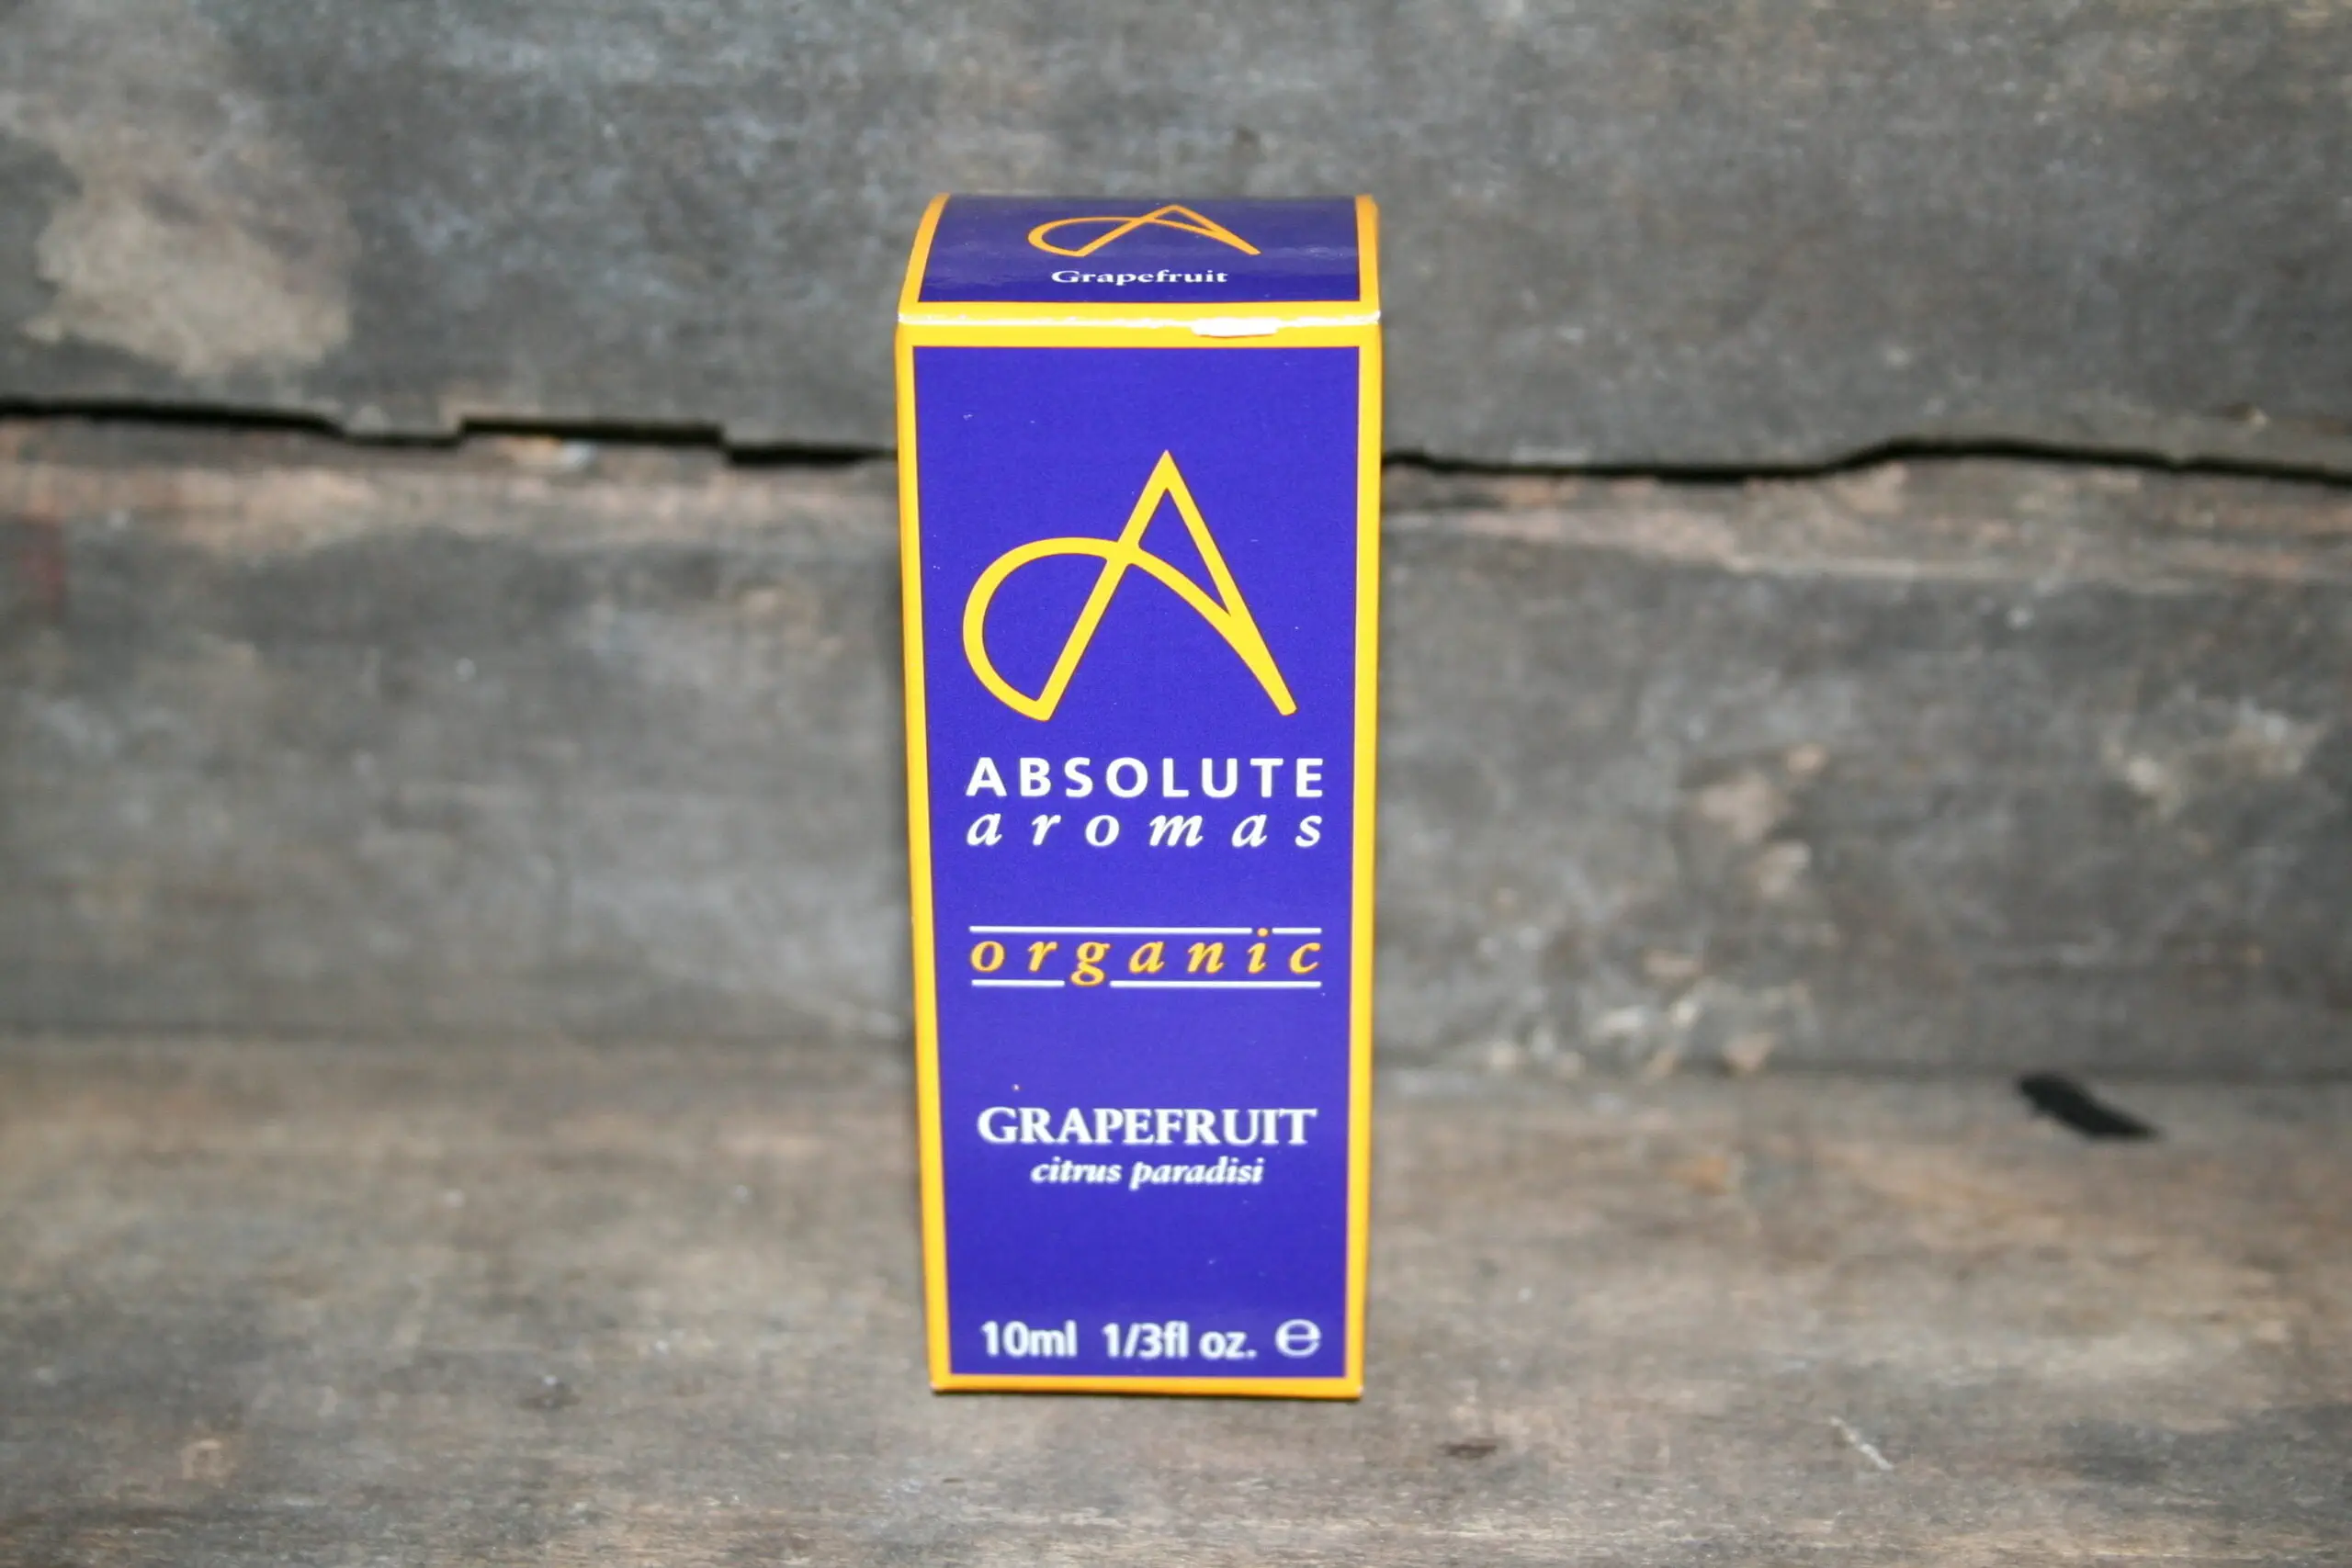 Grapefruit
ABSOLUTE
aromas
organic
GRAPEFRUIT
citrus paradisi
10ml 1/3fl oz. ℮